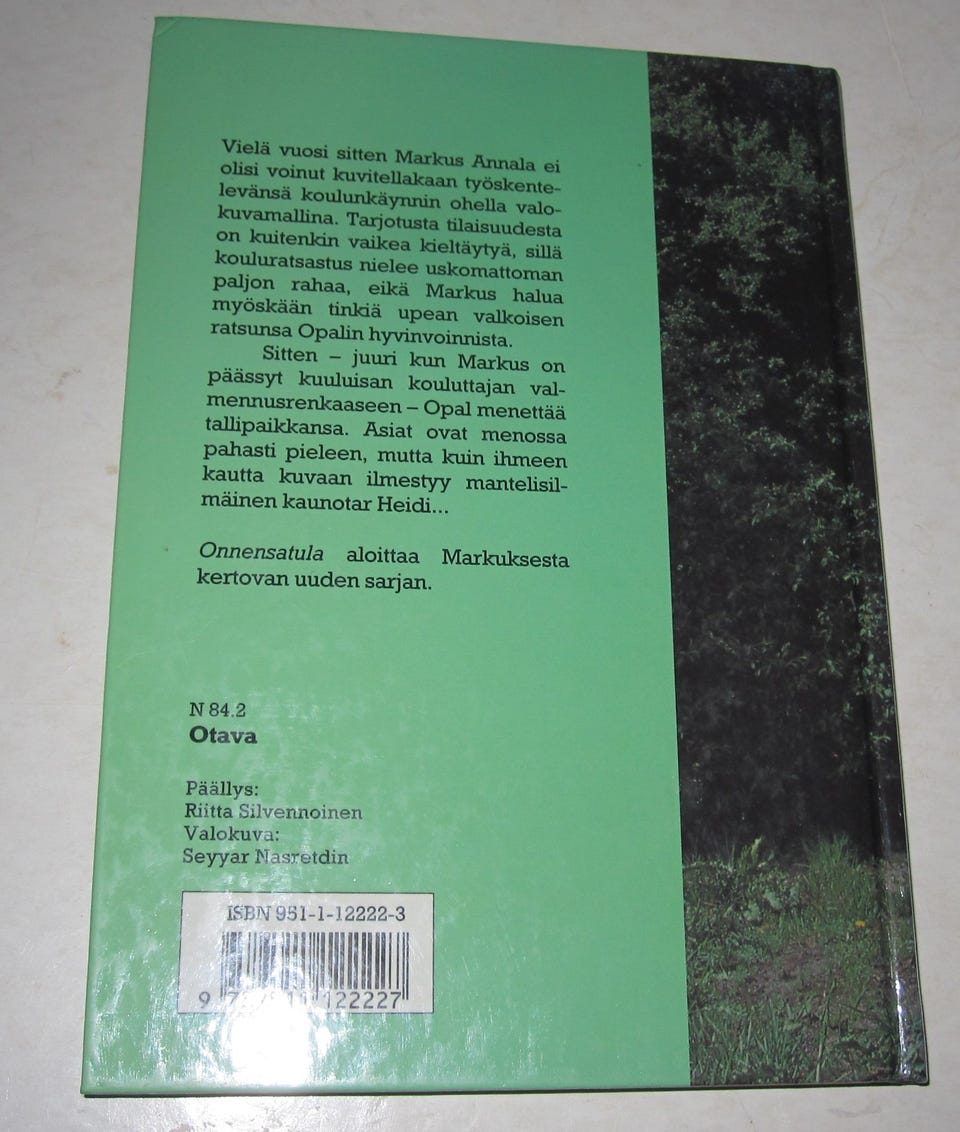 Vielä vuosi sitten Markus Annala ei
olisi voinut kuvitellakaan työskente-
levänsä koulunkäynnin ohella valo-
kuvamallina. Tarjotusta tilaisuudesta
on kuitenkin vaikea kieltäytyä, sillä
kouluratsastus nielee uskomattoman
paljon rahaa, eikä Markus halua
myöskään tinkiä upean valkoisen
ratsunsa Opalin hyvinvoinnista.
Sitten – juuri kun Markus on
päässyt kuuluisan kouluttajan val-
mennusrenkaaseen – Opal menettää
tallipaikkansa. Asiat ovat menossa
pahasti pieleen, mutta kuin ihmeen
kautta kuvaan ilmestyy mantelisil-
mäinen kaunotar Heidi...
Onnensatula aloittaa Markuksesta
kertovan uuden sarjan.
N 84.2
Otava
Päällys:
Riitta Silvennoinen
Valokuva:
Seyyar Nasretdin
ISBN 951-1-12222-3
9 122227